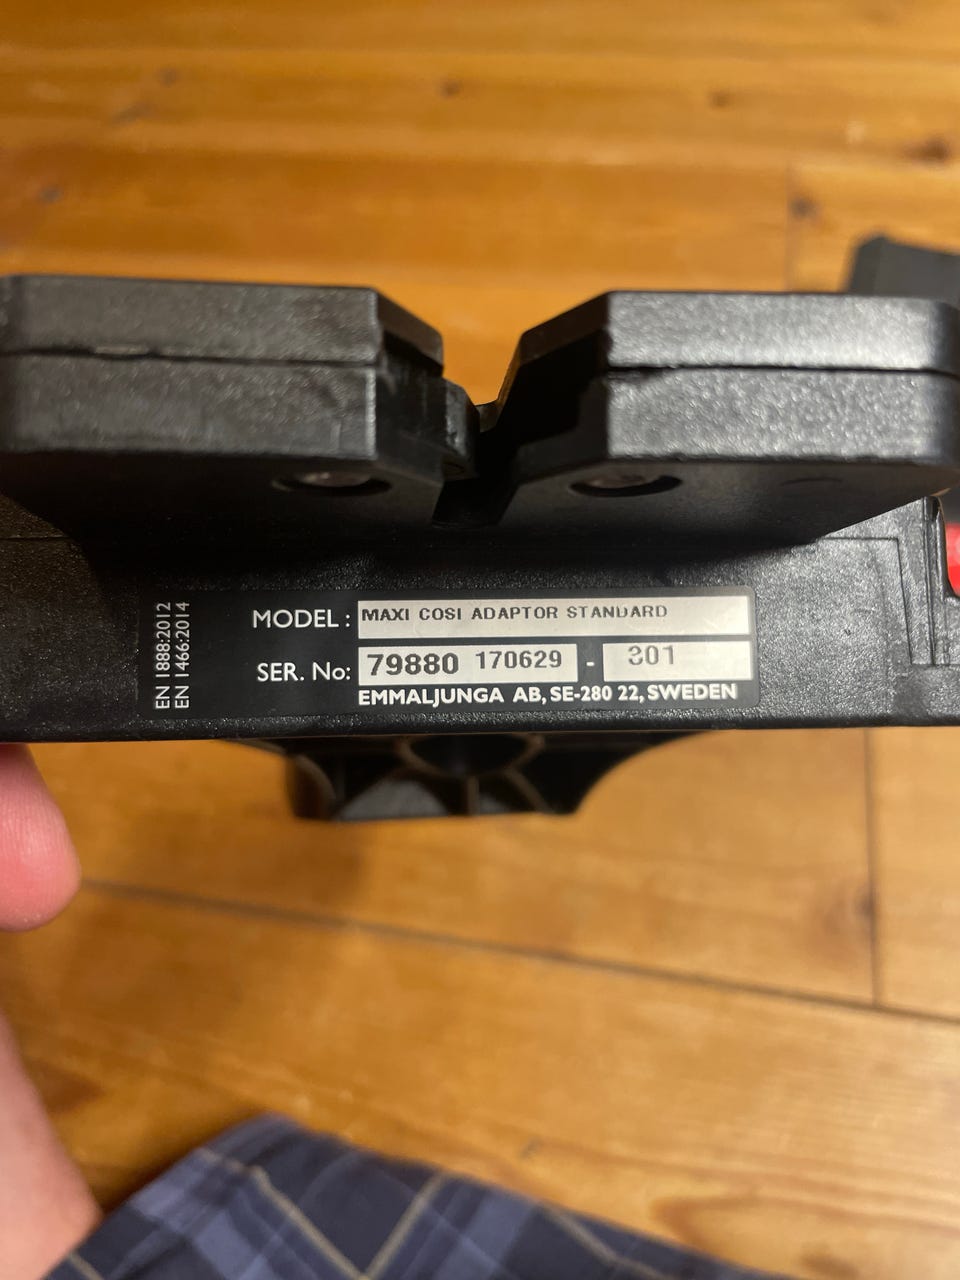 EN 1888:2012
EN 1466:2014
MODEL : MAXI COSI ADAPTOR STANDARD
SER. No: 79880 170629 - 301
EMMALJUNGA AB, SE-280 22, SWEDEN